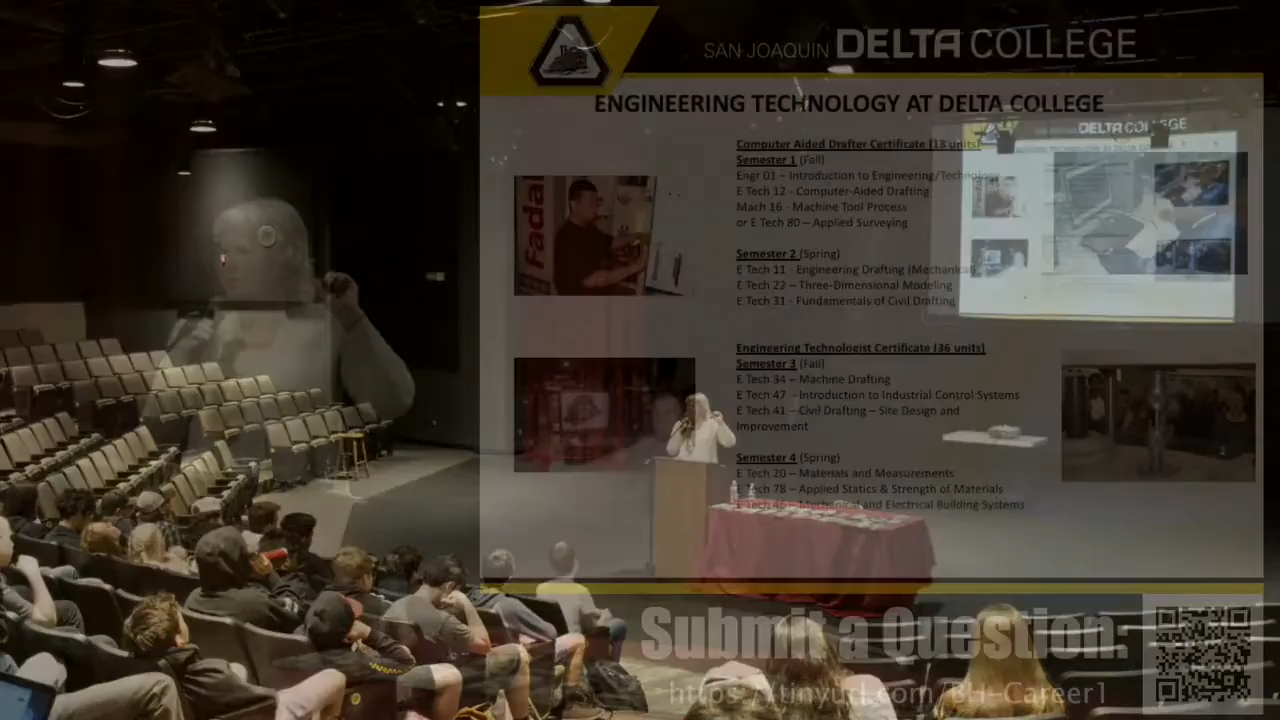 SAN JOAQUIN DELTA COLLEGE
ENGINEERING TECHNOLOGY AT DELTA COLLEGE
Computer Aided Drafter Certificate (18 units)
Semester 1 (Fall)
Engr 01 – Introduction to Engineering/Technology
E Tech 12 - Computer-Aided Drafting
Mach 16 - Machine Tool Process
or E Tech 80 – Applied Surveying
Semester 2 (Spring)
E Tech 11 - Engineering Drafting (Mechanical)
E Tech 22 – Three-Dimensional Modeling
E Tech 31 - Fundamentals of Civil Drafting
Engineering Technologist Certificate (36 units)
Semester 3 (Fall)
E Tech 34 – Machine Drafting
E Tech 47 - Introduction to Industrial Control Systems
E Tech 41 – Civil Drafting – Site Design and
Improvement
Semester 4 (Spring)
E Tech 20 – Materials and Measurements
E Tech 78 – Applied Statics & Strength of Materials
E Tech 46 – Mechanical and Electrical Building Systems
Fadal
DELTA COLLEGE
Submit a Question:
https://tinyurl.com/BH-Career1